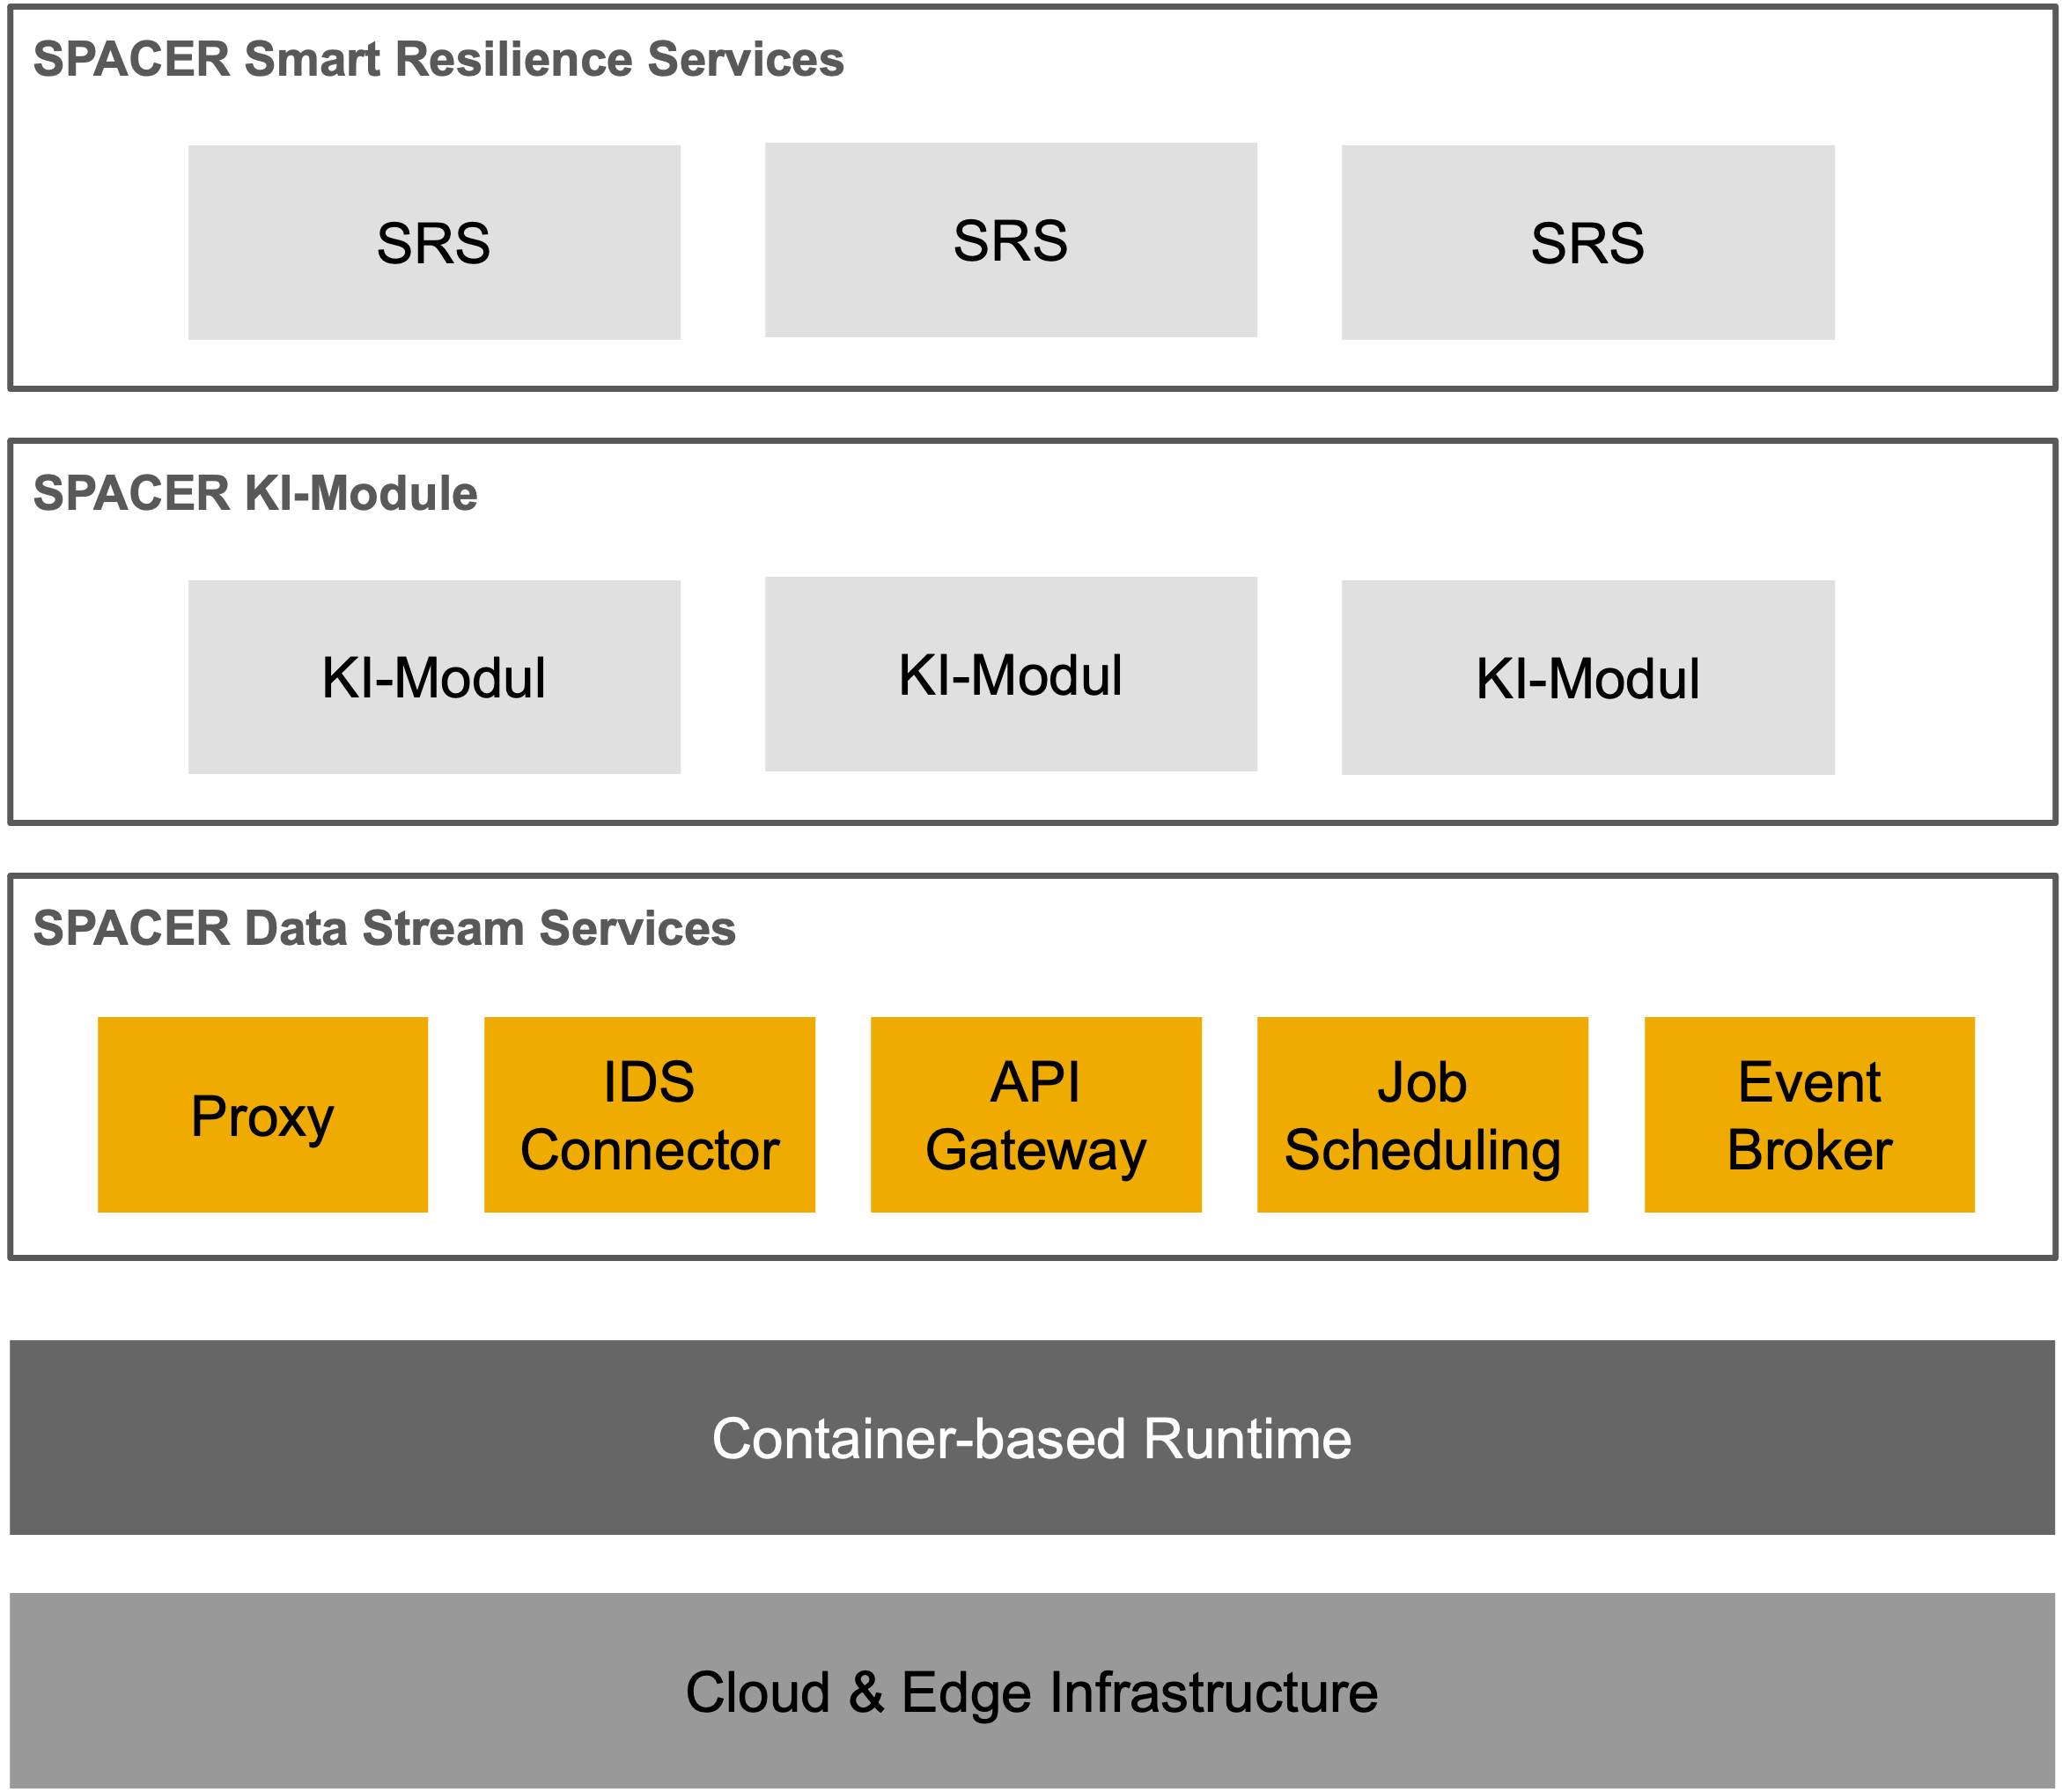 SPACER Smart Resilience Services
SRS
SRS
SRS
SPACER KI-Module
KI-Modul
KI-Modul
KI-Modul
SPACER Data Stream Services
Proxy
IDS
Connector
API
Gateway
Job
Scheduling
Event
Broker
Container-based Runtime
Cloud & Edge Infrastructure